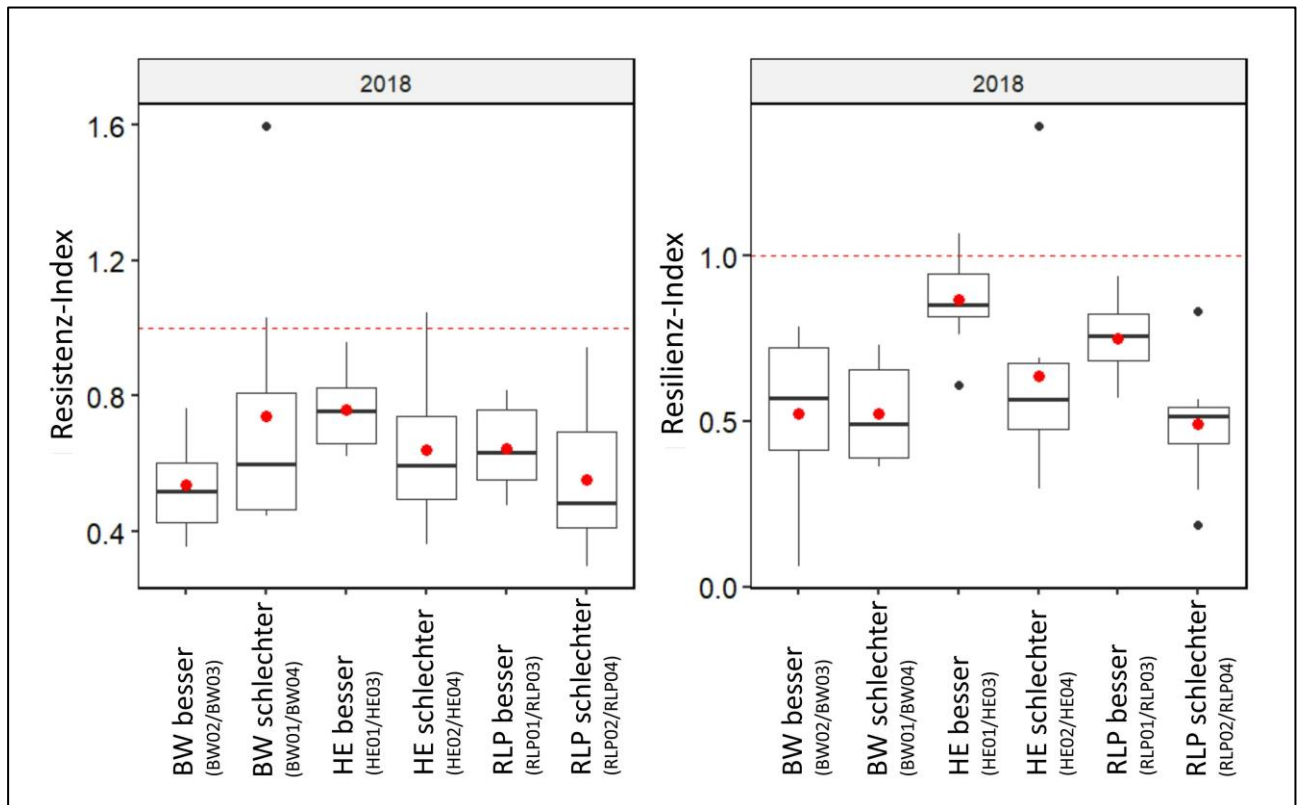 2018
Resistenz-Index
1.6
1.2
0.8
0.4
BW besser
(BW02/BW03)
BW schlechter
(BW01/BW04)
HE besser
(HE01/HE03)
HE schlechter
(HE02/HE04)
RLP besser
(RLP01/RLP03)
RLP schlechter
(RLP02/RLP04)
2018
Resilienz-Index
1.0
0.5
0.0
BW besser
(BW02/BW03)
BW schlechter
(BW01/BW04)
HE besser
(HE01/HE03)
HE schlechter
(HE02/HE04)
RLP besser
(RLP01/RLP03)
RLP schlechter
(RLP02/RLP04)